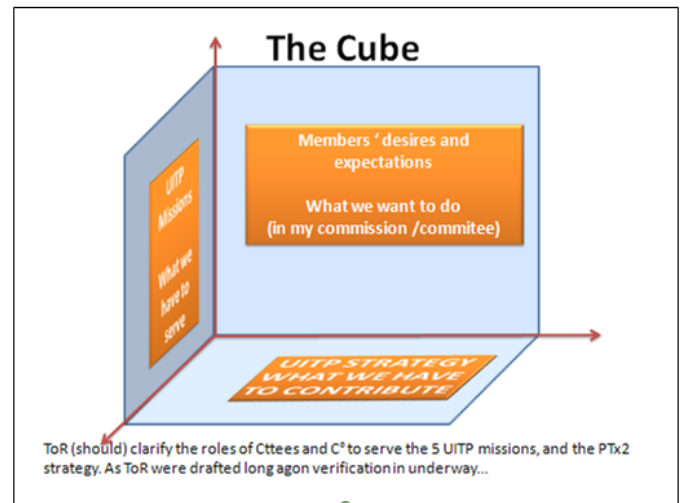 The Cube
Members ‘ desires and
expectations
What we want to do
(in my commission /commitee)
UITP
Missions
What we
have to
serve
UITP STRATEGY
WHAT WE HAVE
TO CONTRIBUTE
ToR (should) clarify the roles of Cttees and C° to serve the 5 UITP missions, and the PTx2
strategy. As ToR were drafted long agon verification in underway...